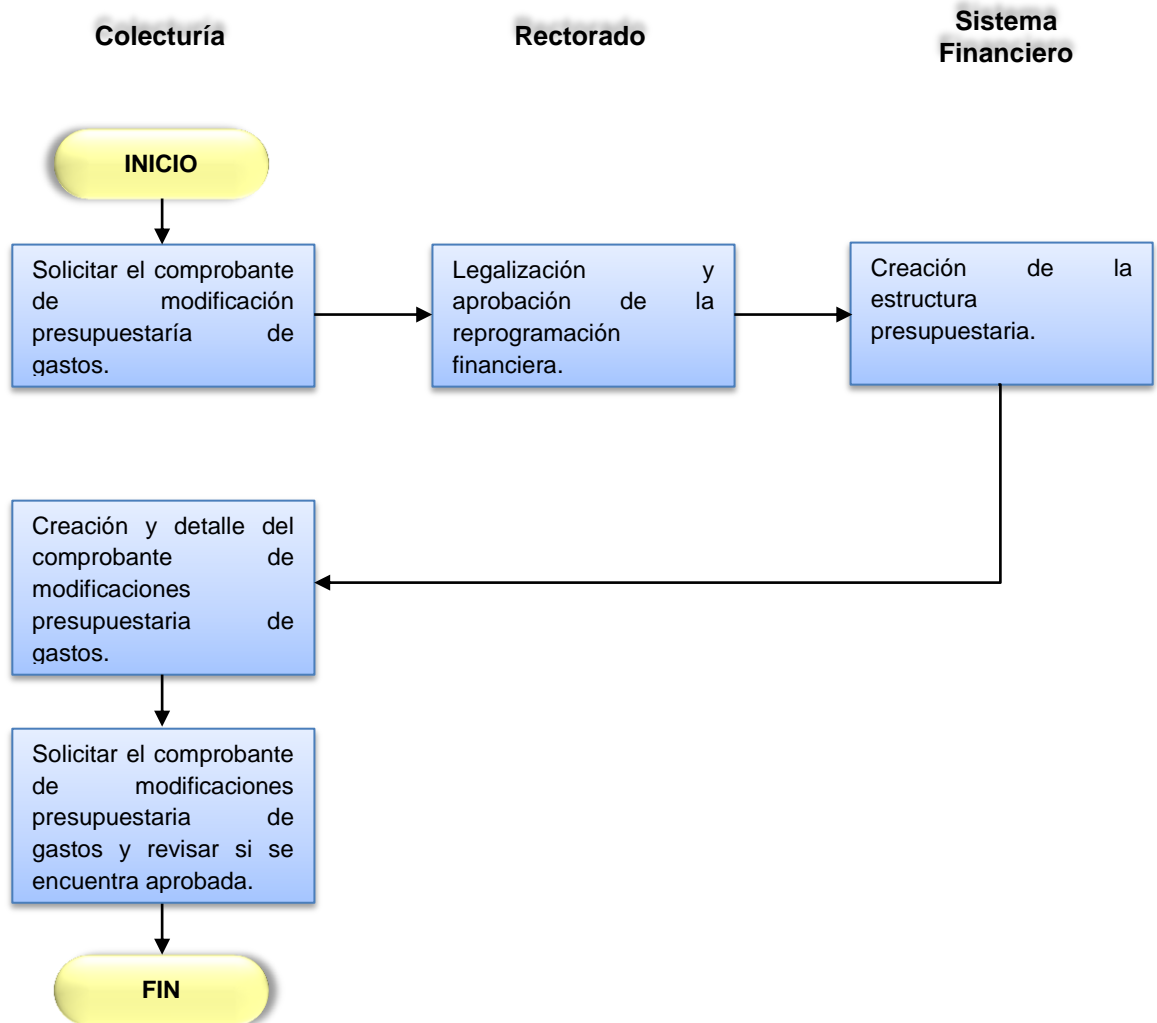 Colecturía
Rectorado
Sistema
Financiero
INICIO
Solicitar el comprobante
de modificación
presupuestaría de
gastos.
Legalización y
aprobación de la
reprogramación
financiera.
Creación de la
estructura
presupuestaria.
Creación y detalle del
comprobante de
modificaciones
presupuestaria de
gastos.
Solicitar el comprobante
de modificaciones
presupuestaria de
gastos y revisar si se
encuentra aprobada.
FIN